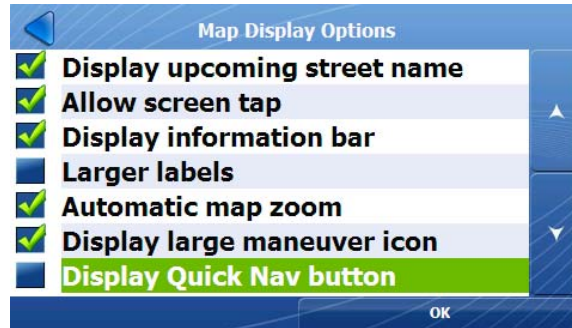 Map Display Options
Display upcoming street name
Allow screen tap
Display information bar
Larger labels
Automatic map zoom
Display large maneuver icon
Display Quick Nav button
OK